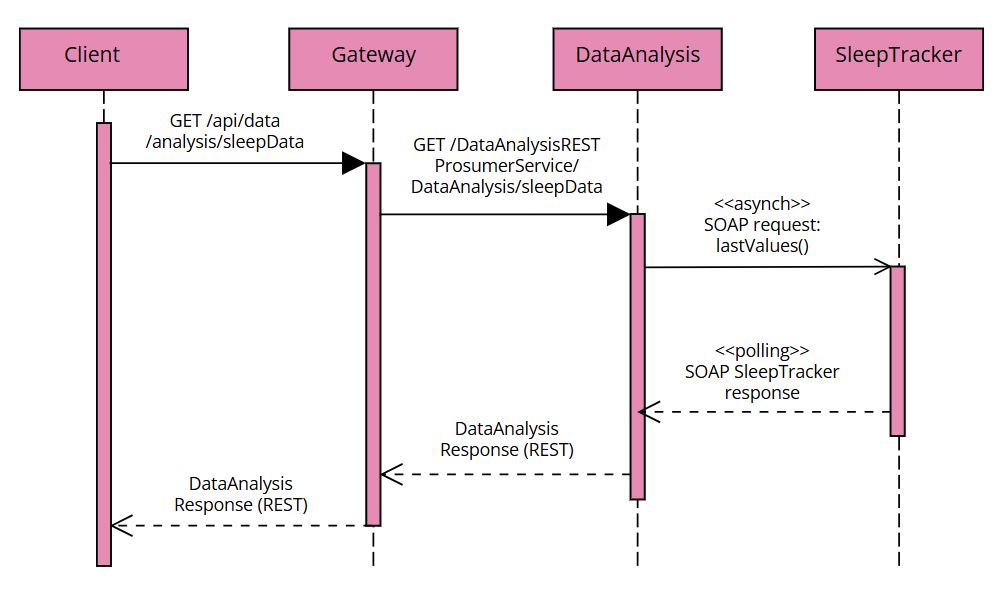 Client
Gateway
DataAnalysis
SleepTracker
GET /api/data
/analysis/sleepData
GET /DataAnalysisREST
ProsumerService/
DataAnalysis/sleepData
<<asynch>>
SOAP request:
lastValues()
<<polling>>
SOAP SleepTracker
response
DataAnalysis
Response (REST)
DataAnalysis
Response (REST)